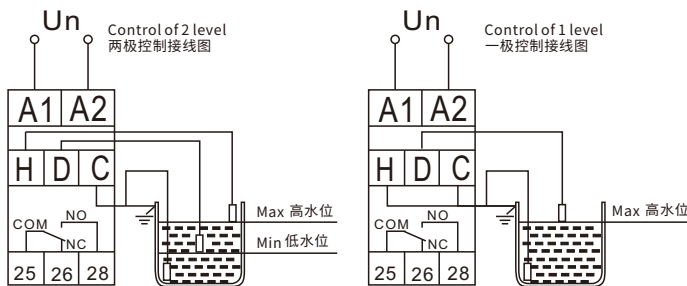 Un
Control of 2 level
两极控制接线图
A1 A2
H D C
COM NO
NC
25 26 28
Max 高水位
Min 低水位
Un
Control of 1 level
一极控制接线图
A1 A2
H D C
COM NO
NC
25 26 28
Max 高水位